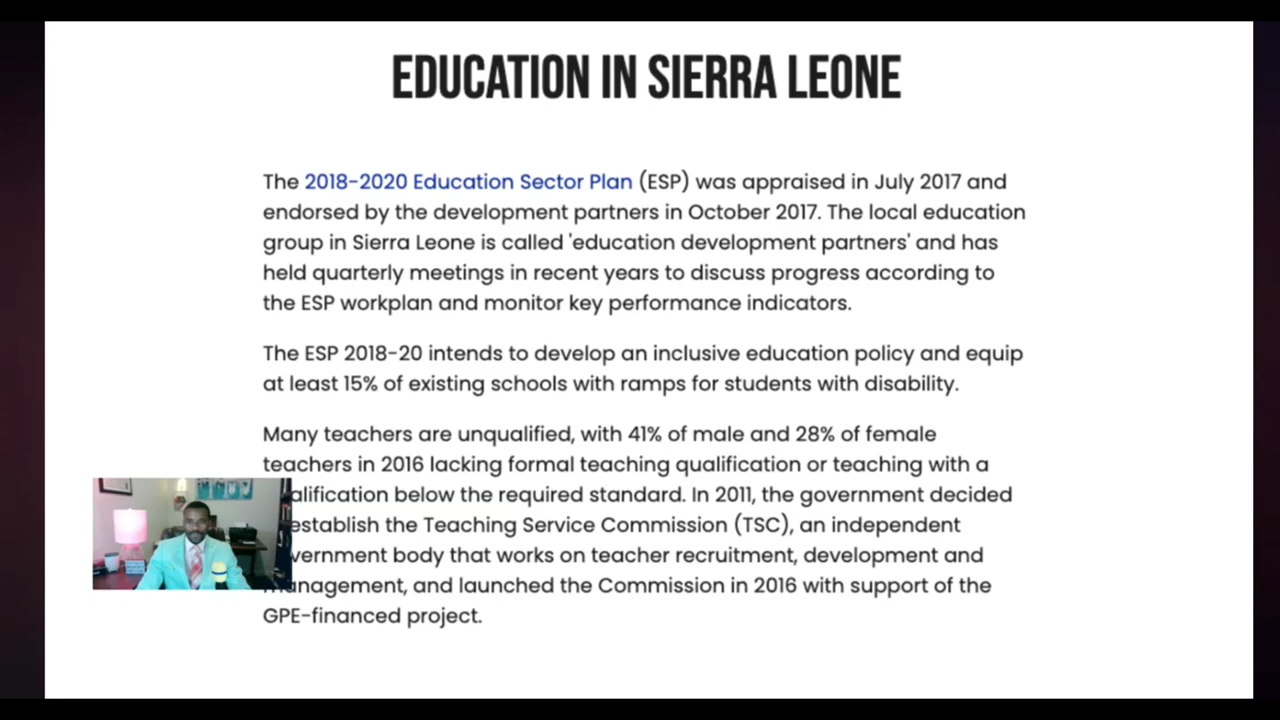 EDUCATION IN SIERRA LEONE
The 2018-2020 Education Sector Plan (ESP) was appraised in July 2017 and
endorsed by the development partners in October 2017. The local education
group in Sierra Leone is called 'education development partners' and has
held quarterly meetings in recent years to discuss progress according to
the ESP workplan and monitor key performance indicators.
The ESP 2018-20 intends to develop an inclusive education policy and equip
at least 15% of existing schools with ramps for students with disability.
Many teachers are unqualified, with 41% of male and 28% of female
teachers in 2016 lacking formal teaching qualification or teaching with a
alification below the required standard. In 2011, the government decided
establish the Teaching Service Commission (TSC), an independent
vernment body that works on teacher recruitment, development and
nagement, and launched the Commission in 2016 with support of the
GPE-financed project.